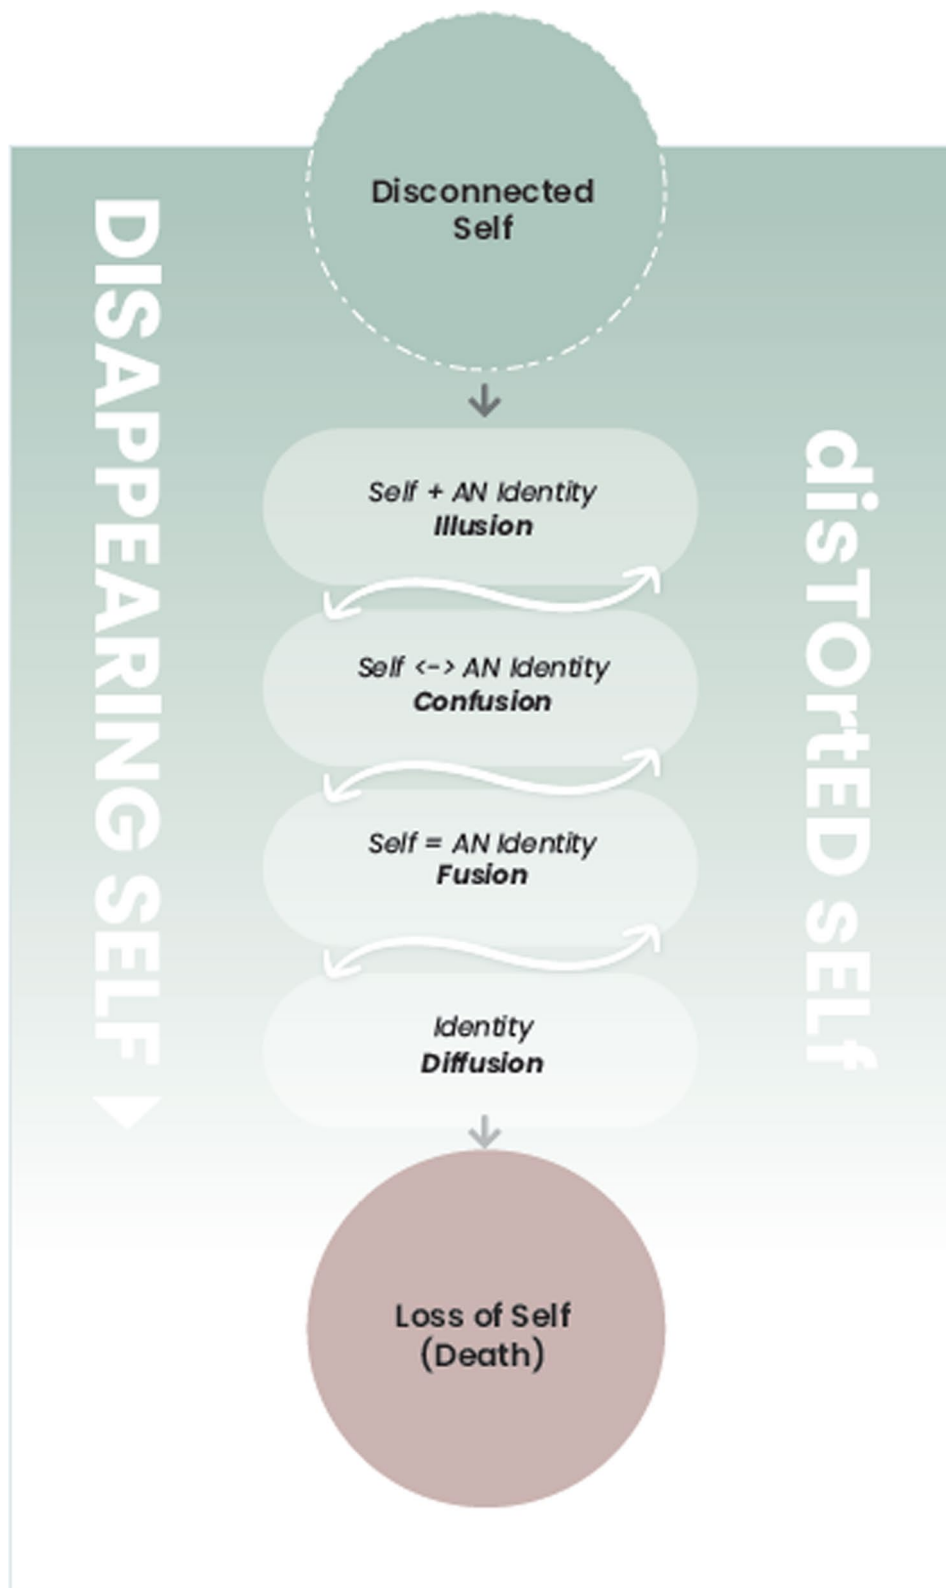 Disconnected
Self
DISAPPEARING SELF
Self + AN Identity
Illusion
Self <-> AN Identity
Confusion
Self = AN Identity
Fusion
Identity
Diffusion
disTOrtED sELf
Loss of Self
(Death)